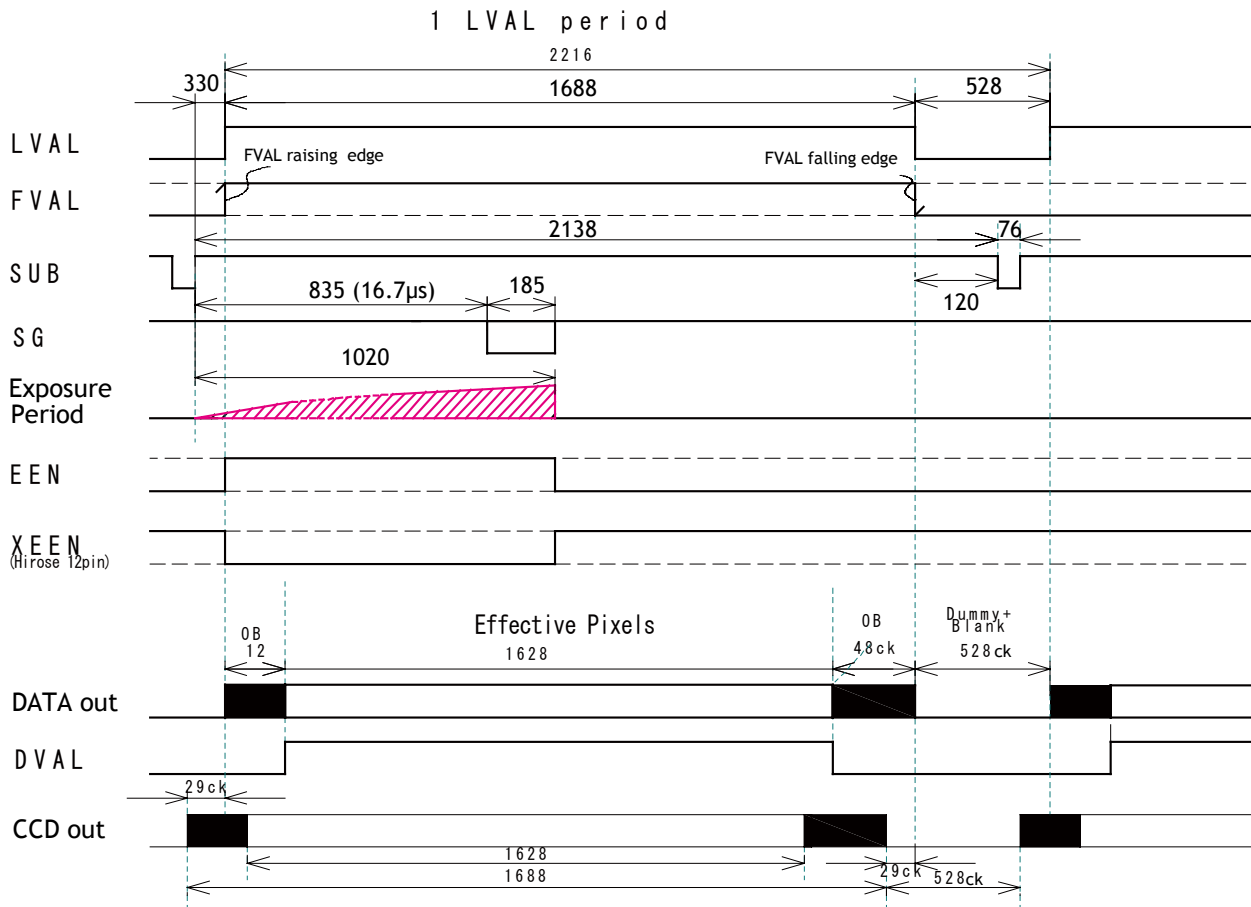 1 LVAL period
2216
330
1688
528
LVAL
FVAL raising edge
FVAL falling edge
FVAL
2138
76
SUB
835 (16.7µs)
185
120
SG
1020
Exposure
Period
EEN
XEEN
(Hirose 12pin)
OB
12
Effective Pixels
1628
OB
48ck
Dummy+
Blank
528ck
DATA out
DVAL
29ck
CCD out
1628
29ck
1688
528ck